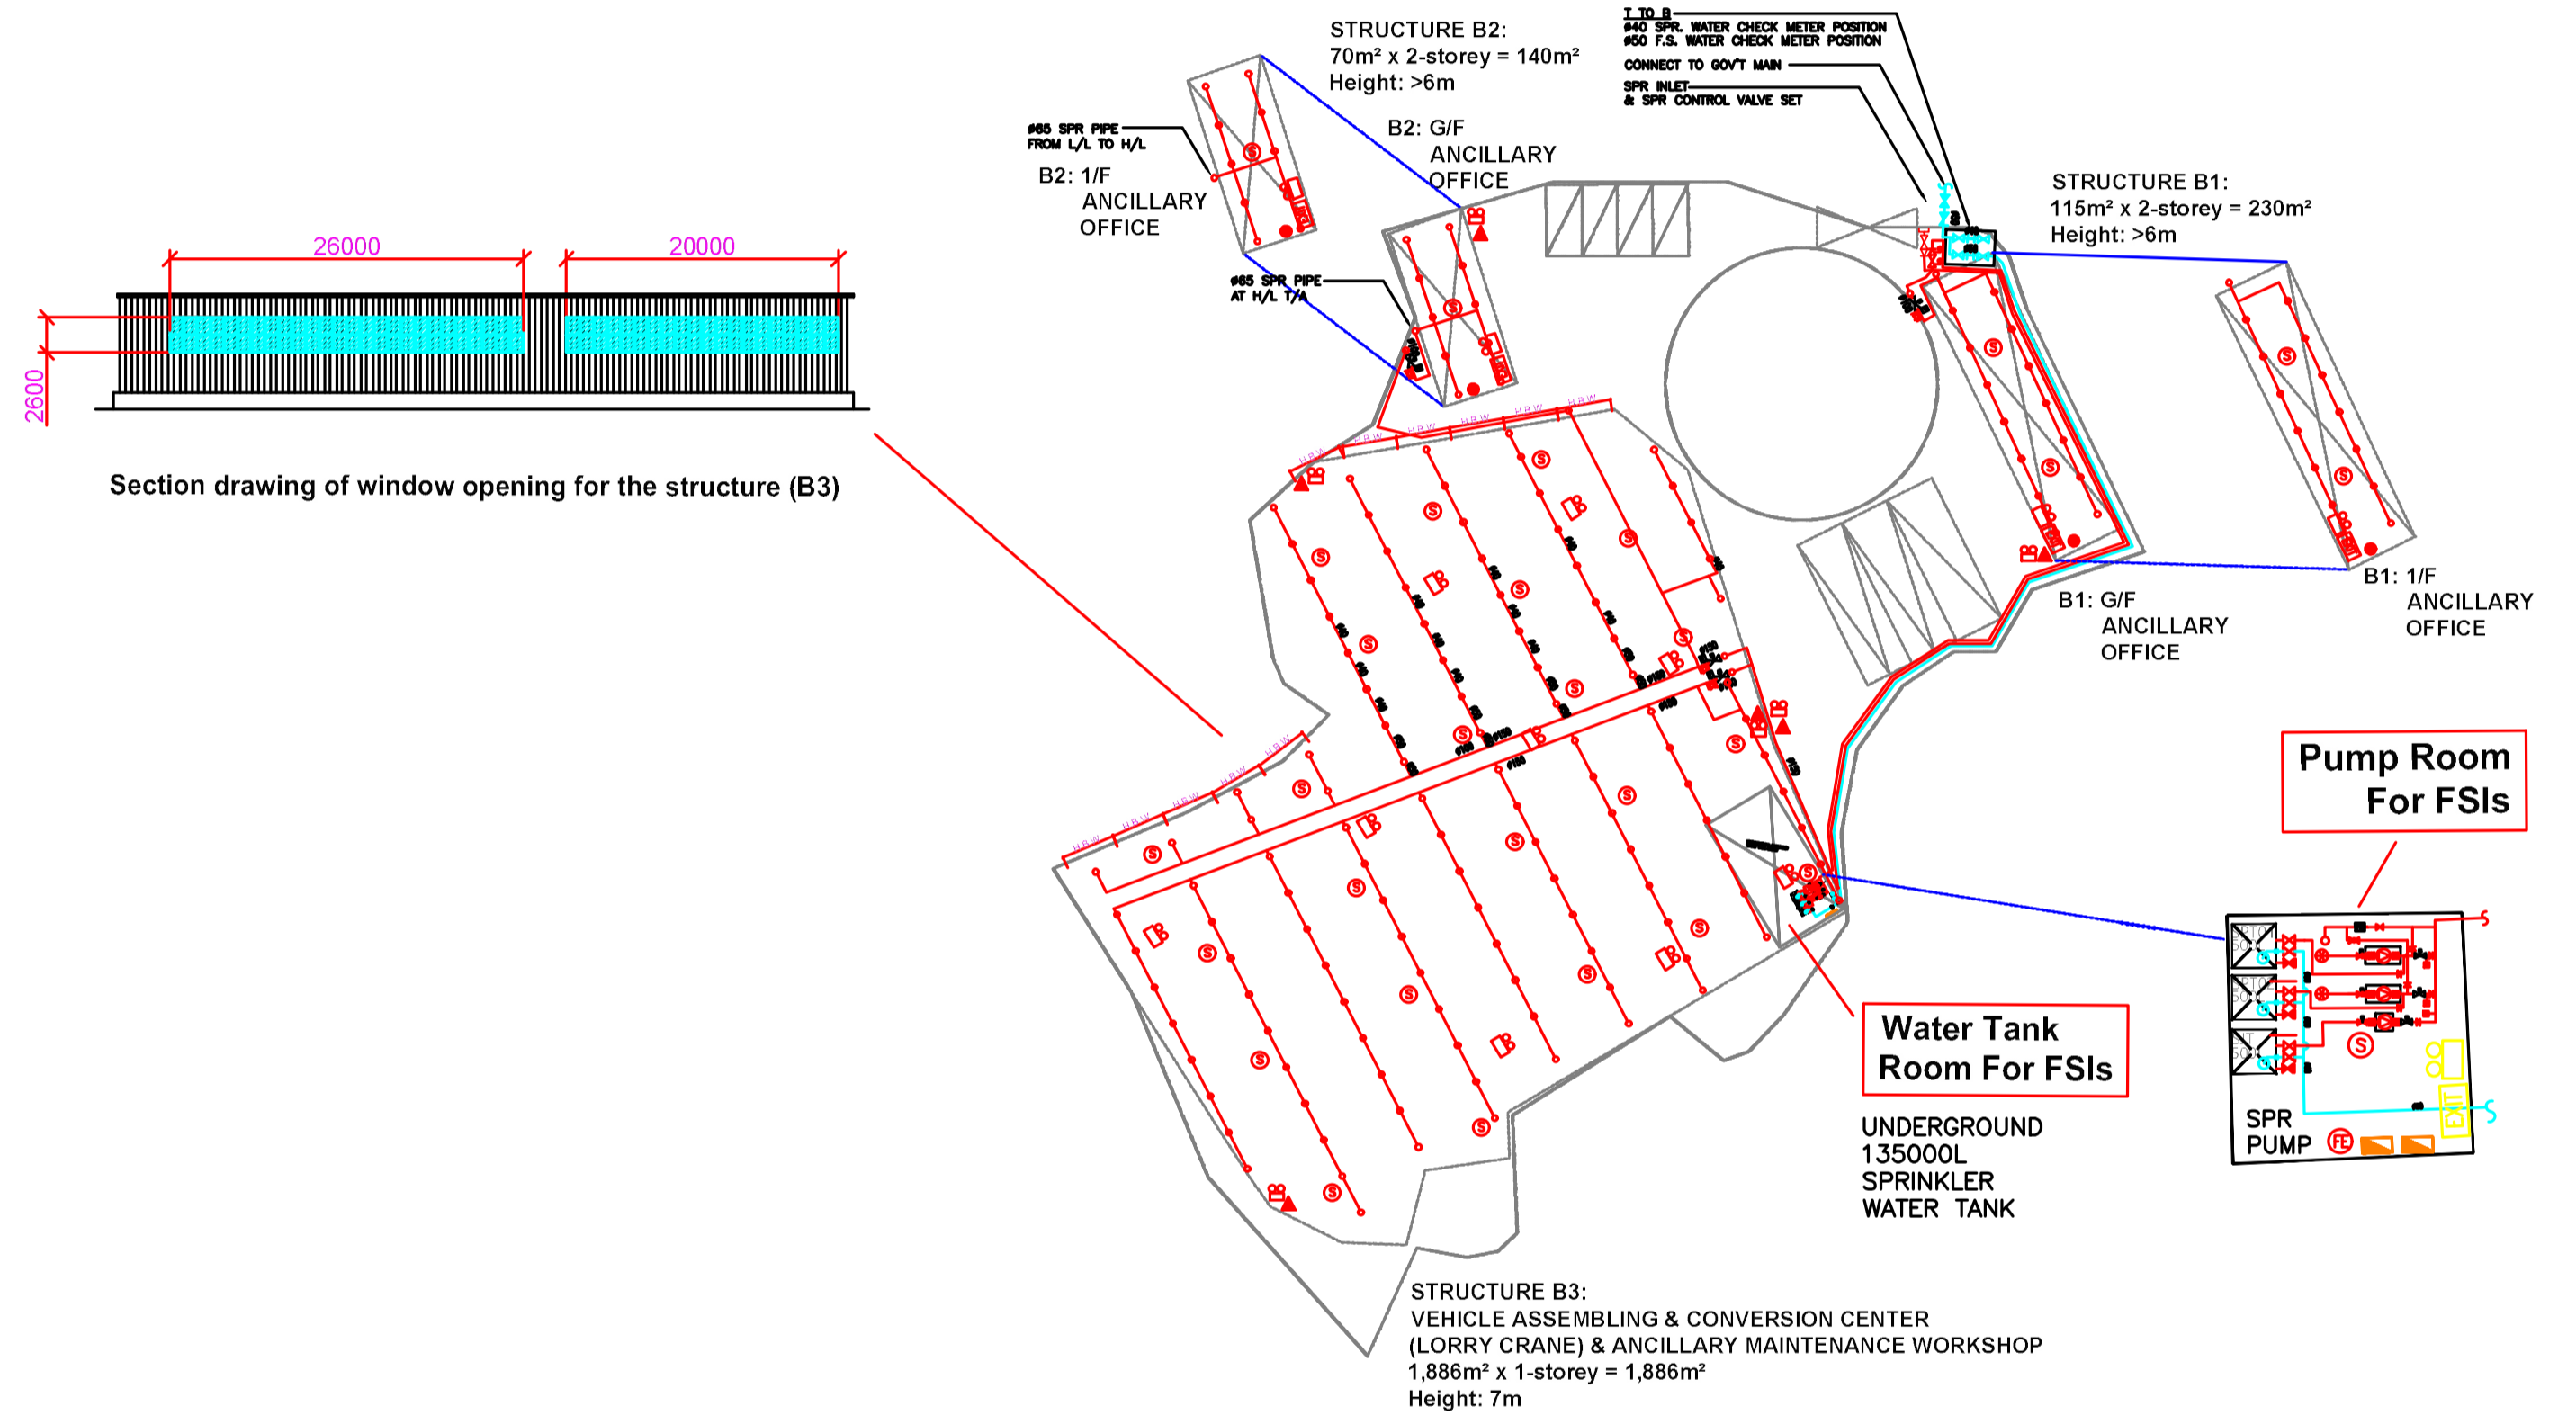 STRUCTURE B2:
70m² x 2-storey = 140m²
Height: >6m
T TO B
ø40 SPR. WATER CHECK METER POSITION
ø50 F.S. WATER CHECK METER POSITION
CONNECT TO GOV'T MAIN
SPR INLET
& SPR CONTROL VALVE SET
ø65 SPR PIPE
FROM L/L TO H/L
B2: 1/F
ANCILLARY
OFFICE
B2: G/F
ANCILLARY
OFFICE
STRUCTURE B1:
115m² x 2-storey = 230m²
Height: >6m
26000
20000
2600
Section drawing of window opening for the structure (B3)
ø65 SPR PIPE
AT H/L T/A
H.B.W
H.B.W
H.B.W
H.B.W
H.B.W
B1: G/F
ANCILLARY
OFFICE
B1: 1/F
ANCILLARY
OFFICE
H.B.W
H.B.W
H.B.W
H.B.W
H.B.W
Pump Room
For FSIs
Water Tank
Room For FSIs
UNDERGROUND
135000L
SPRINKLER
WATER TANK
EXIT
SPR
PUMP
FE
STRUCTURE B3:
VEHICLE ASSEMBLING & CONVERSION CENTER
(LORRY CRANE) & ANCILLARY MAINTENANCE WORKSHOP
1,886m² x 1-storey = 1,886m²
Height: 7m